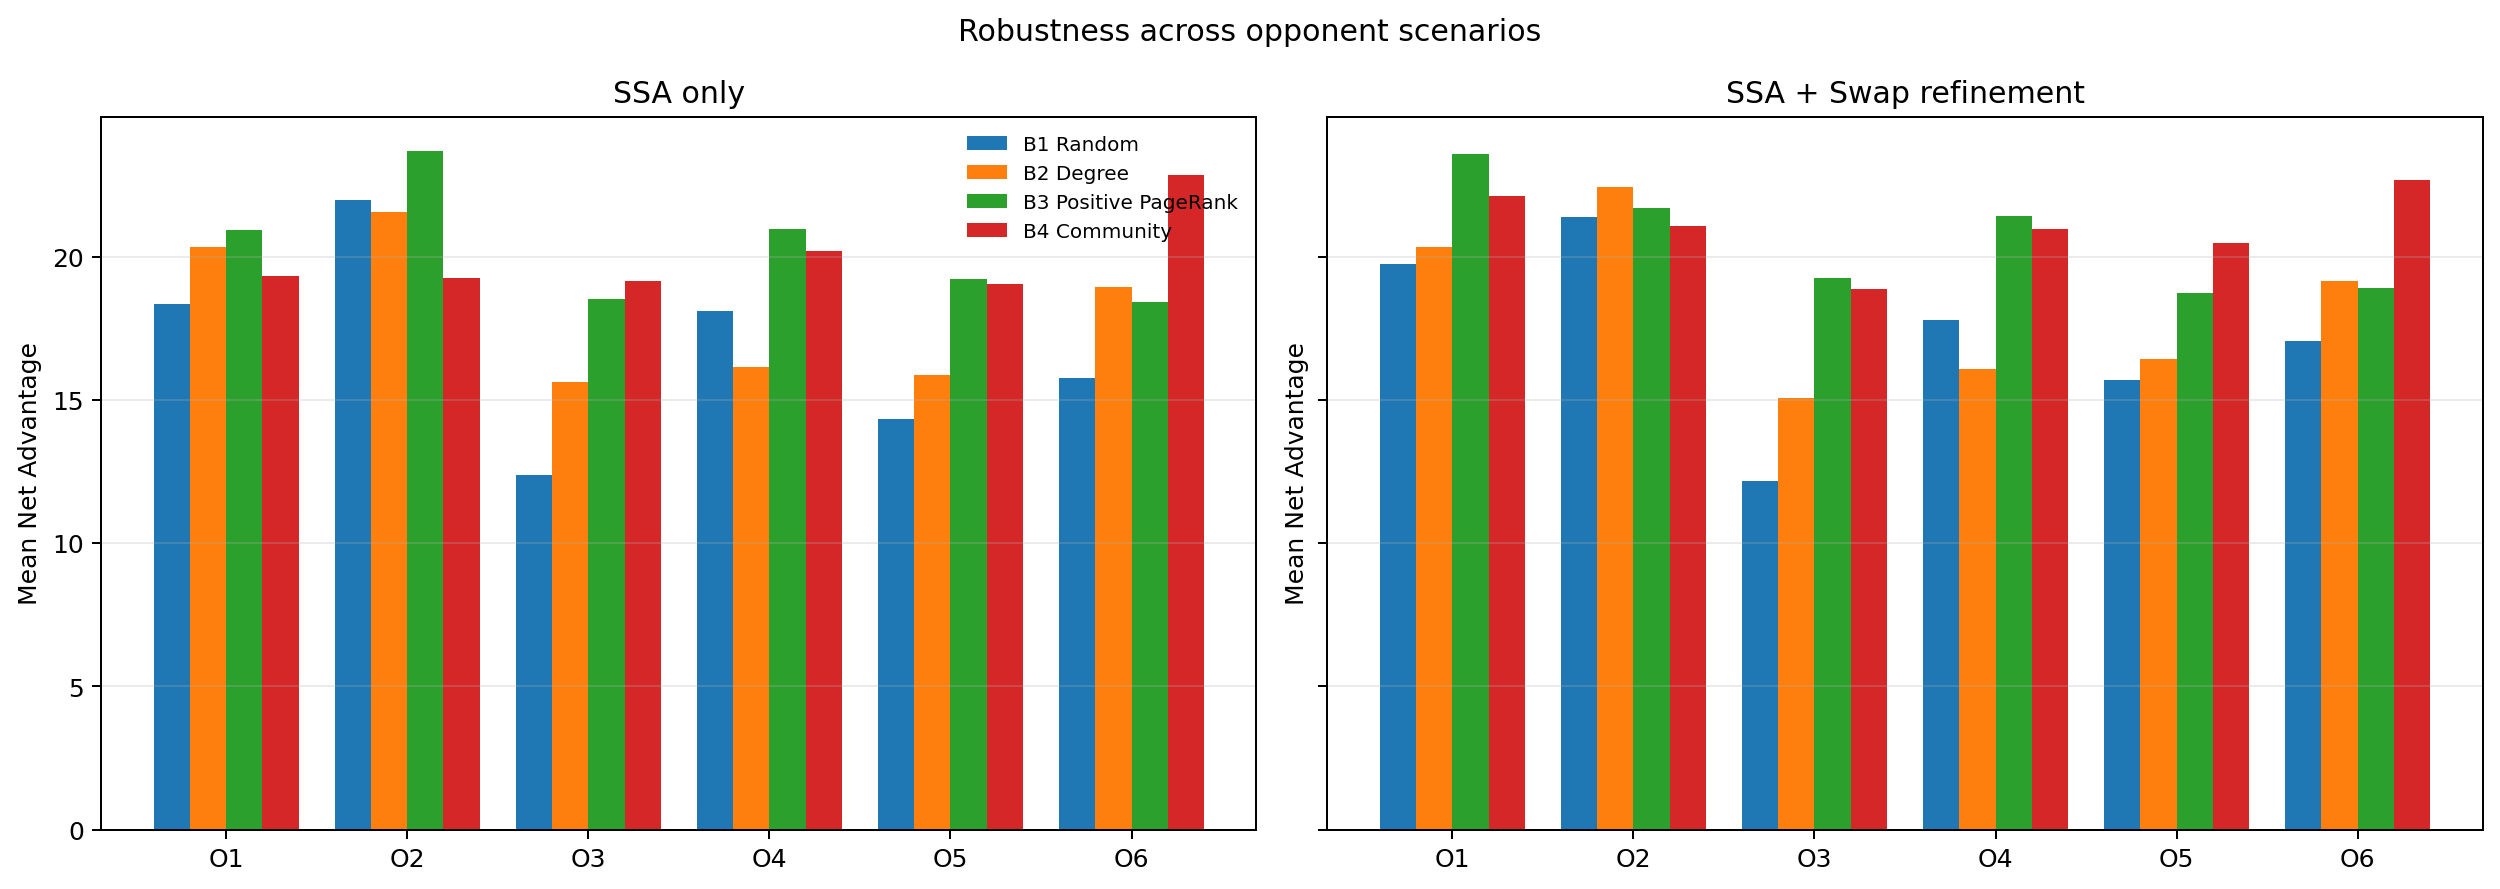 Robustness across opponent scenarios
SSA only
Mean Net Advantage
20
15
10
5
0
O1 O2 O3 O4 O5 O6
B1 Random
B2 Degree
B3 Positive PageRank
B4 Community
SSA + Swap refinement
Mean Net Advantage
O1 O2 O3 O4 O5 O6